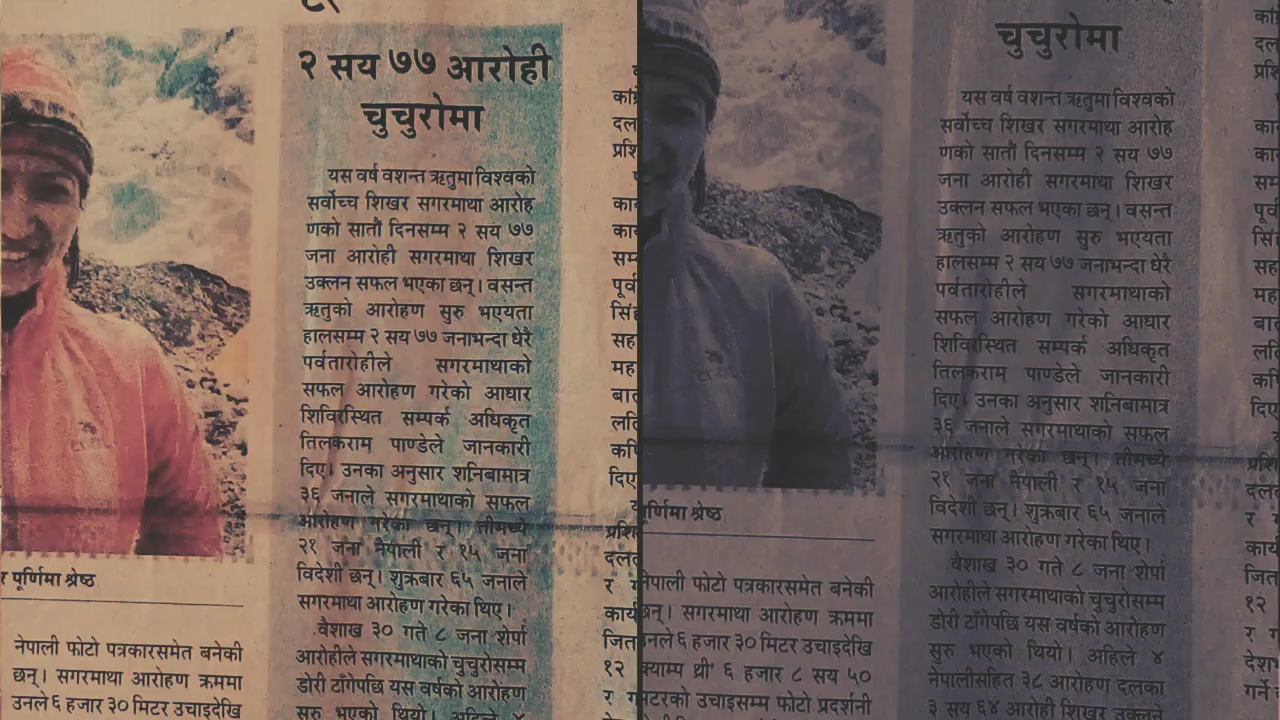 २ सय ७७ आरोही
चुचुरोमा
यस वर्ष वशन्त ऋतुमा विश्वको
सर्वोच्च शिखर सगरमाथा आरोह
णको सातौं दिनसम्म २ सय ७७
जना आरोही सगरमाथा शिखर
उक्लन सफल भएका छन् । वसन्त
ऋतुको आरोहण सुरु भएयता
हालसम्म २ सय ७७ जनाभन्दा धेरै
पर्वतारोहीले सगरमाथाको
सफल आरोहण गरेको आधार
शिविरस्थित सम्पर्क अधिकृत
तिलकराम पाण्डेले जानकारी
दिए । उनका अनुसार शनिबामात्र
३६ जनाले सगरमाथाको सफल
आरोहण गरेका छन् । तीमध्ये
२१ जना नेपाली र १५ जना
विदेशी छन् । शुक्रबार ६५ जनाले
सगरमाथा आरोहण गरेका थिए ।
वैशाख ३० गते ८ जना शेर्पा
आरोहीले सगरमाथाको चुचुरोसम्म
डोरी टाँगेपछि यस वर्षको आरोहण
सुरु भएको थियो । अहिले ४
र पूर्णिमा श्रेष्ठ
नेपाली फोटो पत्रकारसमेत बनेकी
छन् । सगरमाथा आरोहण क्रममा
उनले ६ हजार ३० मिटर उचाइदेखि
चुचुरोमा
यस वर्ष वशन्त ऋतुमा विश्वको
सर्वोच्च शिखर सगरमाथा आरोह
णको सातौं दिनसम्म २ सय ७७
जना आरोही सगरमाथा शिखर
उक्लन सफल भएका छन् । वसन्त
ऋतुको आरोहण सुरु भएयता
हालसम्म २ सय ७७ जनाभन्दा धेरै
पर्वतारोहीले सगरमाथाको
सफल आरोहण गरेको आधार
शिविरस्थित सम्पर्क अधिकृत
तिलकराम पाण्डेले जानकारी
दिए । उनका अनुसार शनिबामात्र
३६ जनाले सगरमाथाको सफल
आरोहण गरेका छन् । तीमध्ये
२१ जना नेपाली र १५ जना
विदेशी छन् । शुक्रबार ६५ जनाले
सगरमाथा आरोहण गरेका थिए ।
वैशाख ३० गते ८ जना शेर्पा
आरोहीले सगरमाथाको चुचुरोसम्म
डोरी टाँगेपछि यस वर्षको आरोहण
सुरु भएको थियो । अहिले ४
नेपालीसहित ३८ आरोहण दलका
३ सय ६४ आरोही शिखर उक्लने
पूर्णिमा श्रेष्ठ
नेपाली फोटो पत्रकारसमेत बनेकी
छन् । सगरमाथा आरोहण क्रममा
उनले ६ हजार ३० मिटर उचाइदेखि
क्याम्प थ्री' ६ हजार ८ सय ५०
मिटरको उचाइसम्म फोटो प्रदर्शनी